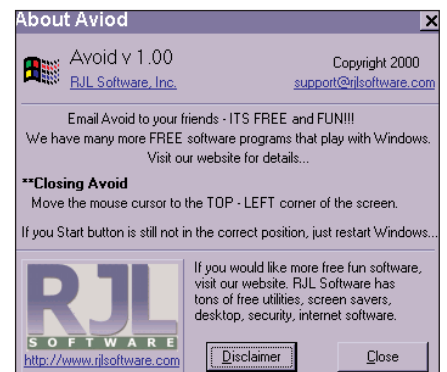 About Aviod
Avoid v 1.00
Copyright 2000
RJL Software, Inc.
support@rjlsoftware.com
Email Avoid to your friends - ITS FREE and FUN!!!
We have many more FREE software programs that play with Windows.
Visit our website for details...
**Closing Avoid
Move the mouse cursor to the TOP - LEFT corner of the screen.
If you Start button is still not in the correct position, just restart Windows...
RJL
SOFTWARE
http://www.rjlsoftware.com
If you would like more free fun software,
visit our website. RJL Software has
tons of free utilities, screen savers,
desktop, security, internet software.
Disclaimer
Close